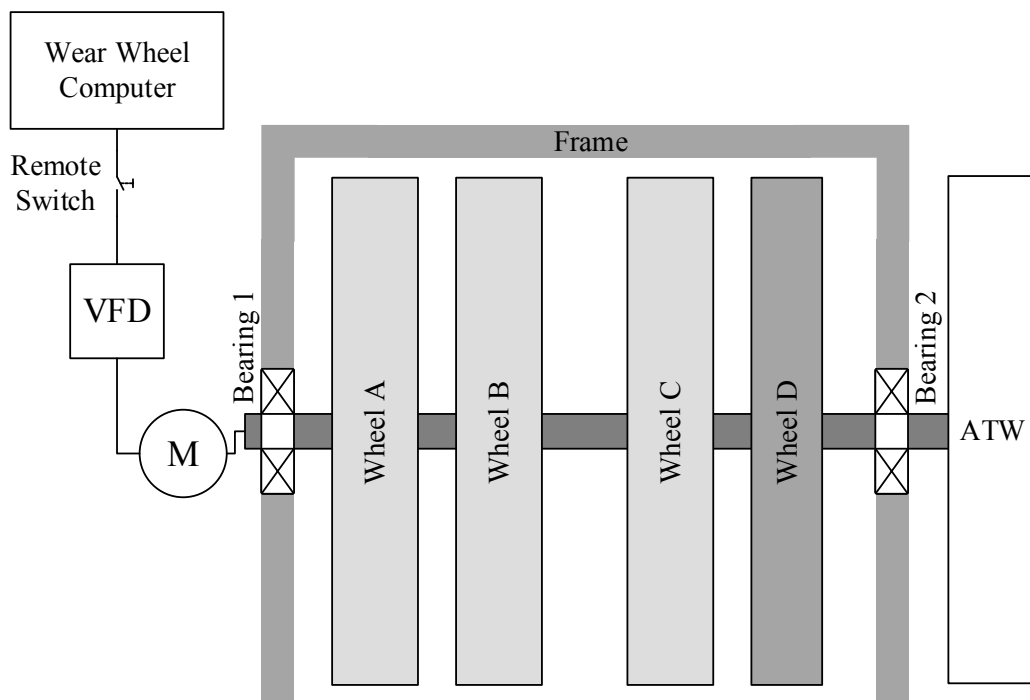 Wear Wheel
Computer
Frame
Remote
Switch
VFD
Bearing 1
M
Wheel A
Wheel B
Wheel C
Wheel D
Bearing 2
ATW